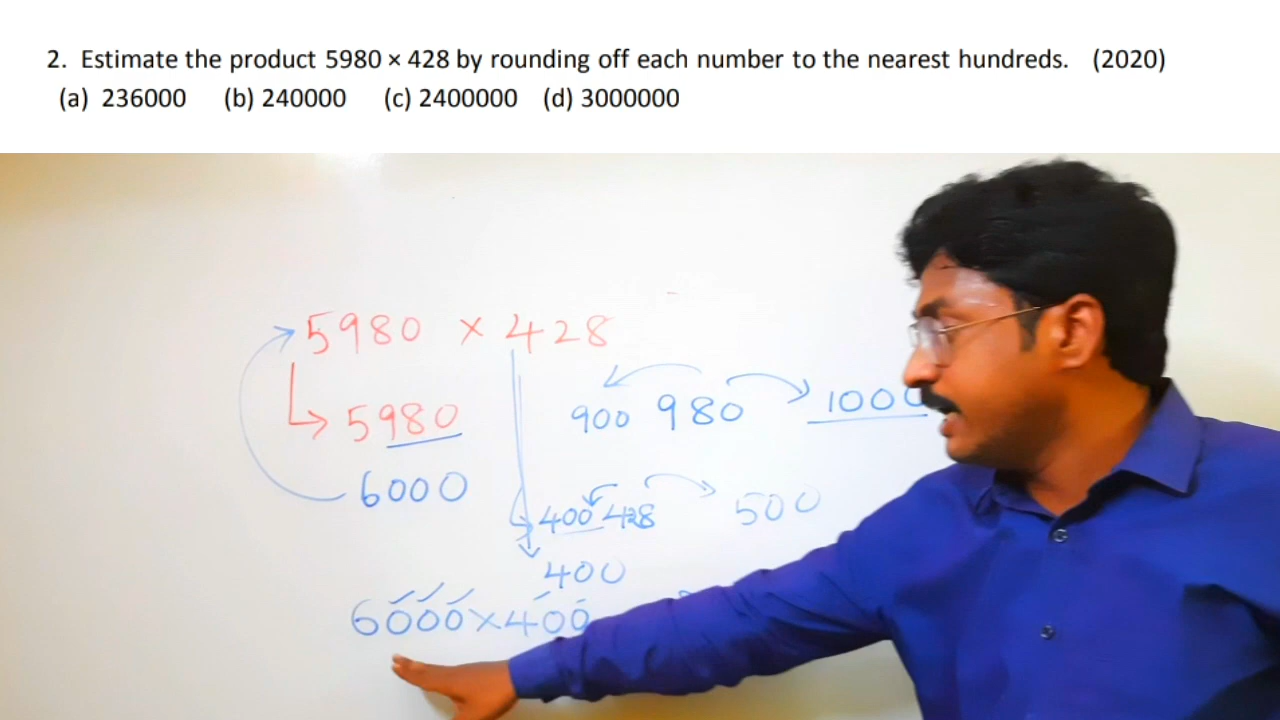 2. Estimate the product 5980 × 428 by rounding off each number to the nearest hundreds. (2020)
(a) 236000 (b) 240000 (c) 2400000 (d) 3000000
5980 × 428
5980
900 980 1000
6000
400 428 500
400
6000×400